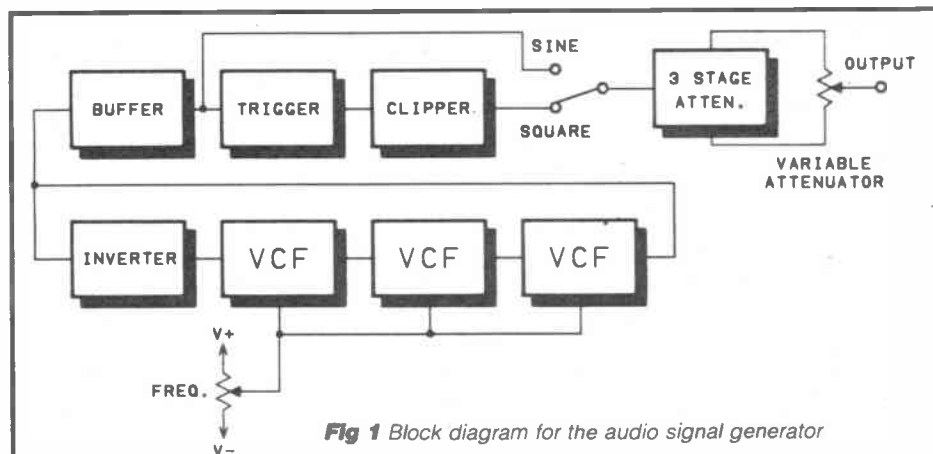 SINE
BUFFER
TRIGGER
CLIPPER
SQUARE
3 STAGE
ATTEN.
OUTPUT
VARIABLE
ATTENUATOR
INVERTER
VCF
VCF
VCF
V+
FREQ.
V-
Fig 1 Block diagram for the audio signal generator